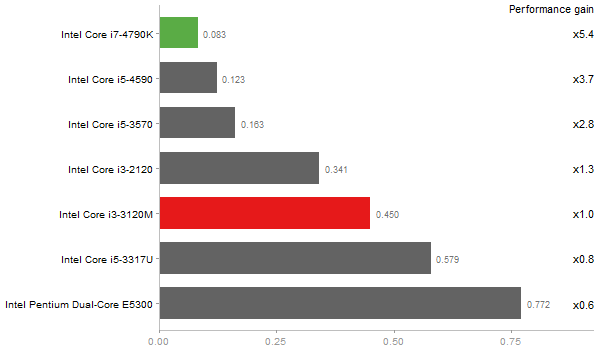 Performance gain
Intel Core i7-4790K 0.083 x5.4
Intel Core i5-4590 0.123 x3.7
Intel Core i5-3570 0.163 x2.8
Intel Core i3-2120 0.341 x1.3
Intel Core i3-3120M 0.450 x1.0
Intel Core i5-3317U 0.579 x0.8
Intel Pentium Dual-Core E5300 0.772 x0.6
0.00 0.25 0.50 0.75